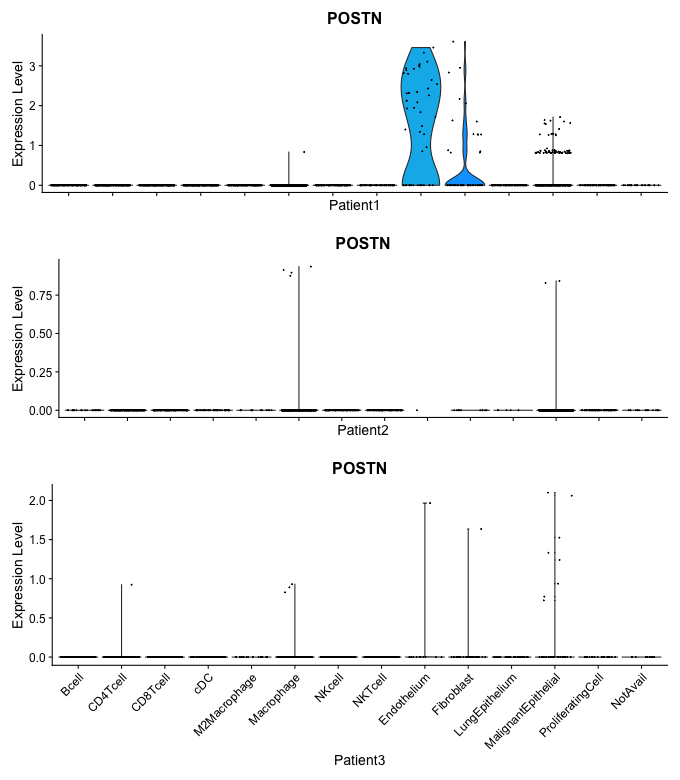 POSTN
Expression Level
3
2
1
0
Patient1
POSTN
Expression Level
0.75
0.50
0.25
0.00
Patient2
POSTN
Expression Level
2.0
1.5
1.0
0.5
0.0
Bcell
CD4Tcell
CD8Tcell
cDC
M2Macrophage
Macrophage
NKcell
NKTcell
Endothelium
Fibroblast
LungEpithelium
MalignantEpithelial
ProliferatingCell
NotAvail
Patient3